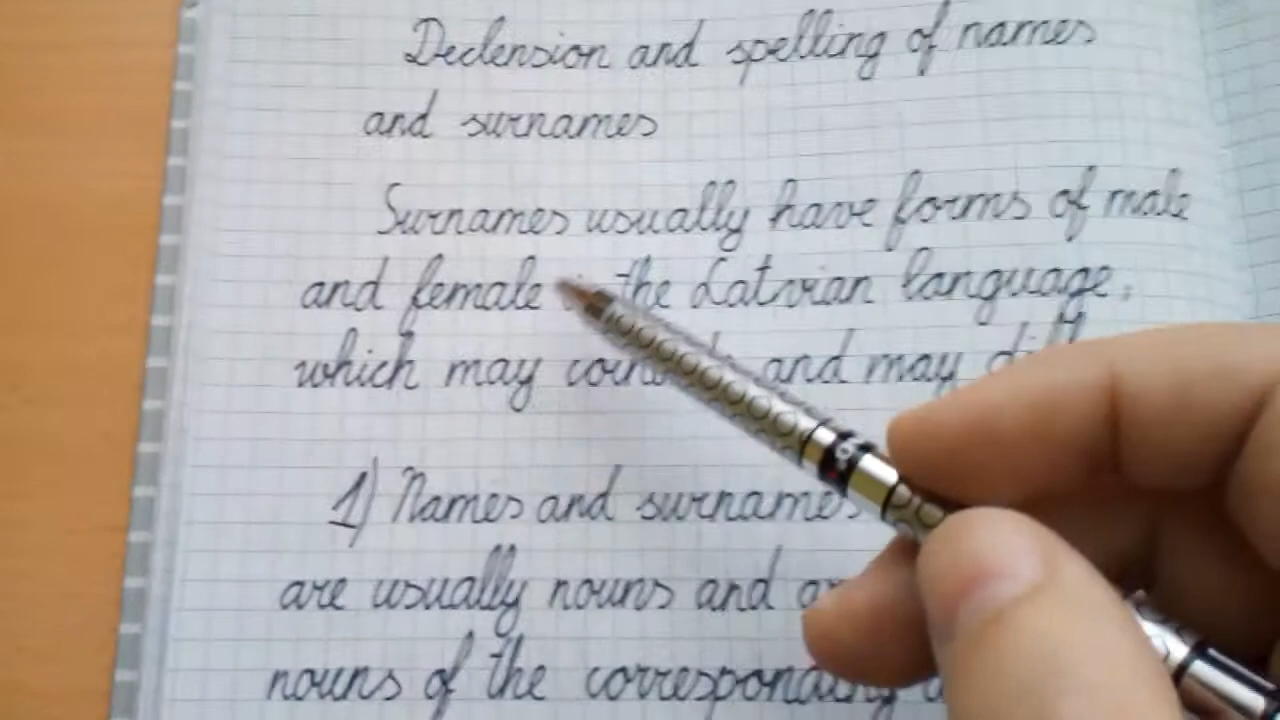 Declension and spelling of names
and surnames
Surnames usually have forms of male
and female the Latvian language,
which may and may
1) Names and surnames
are usually nouns and
nouns of the corresponding